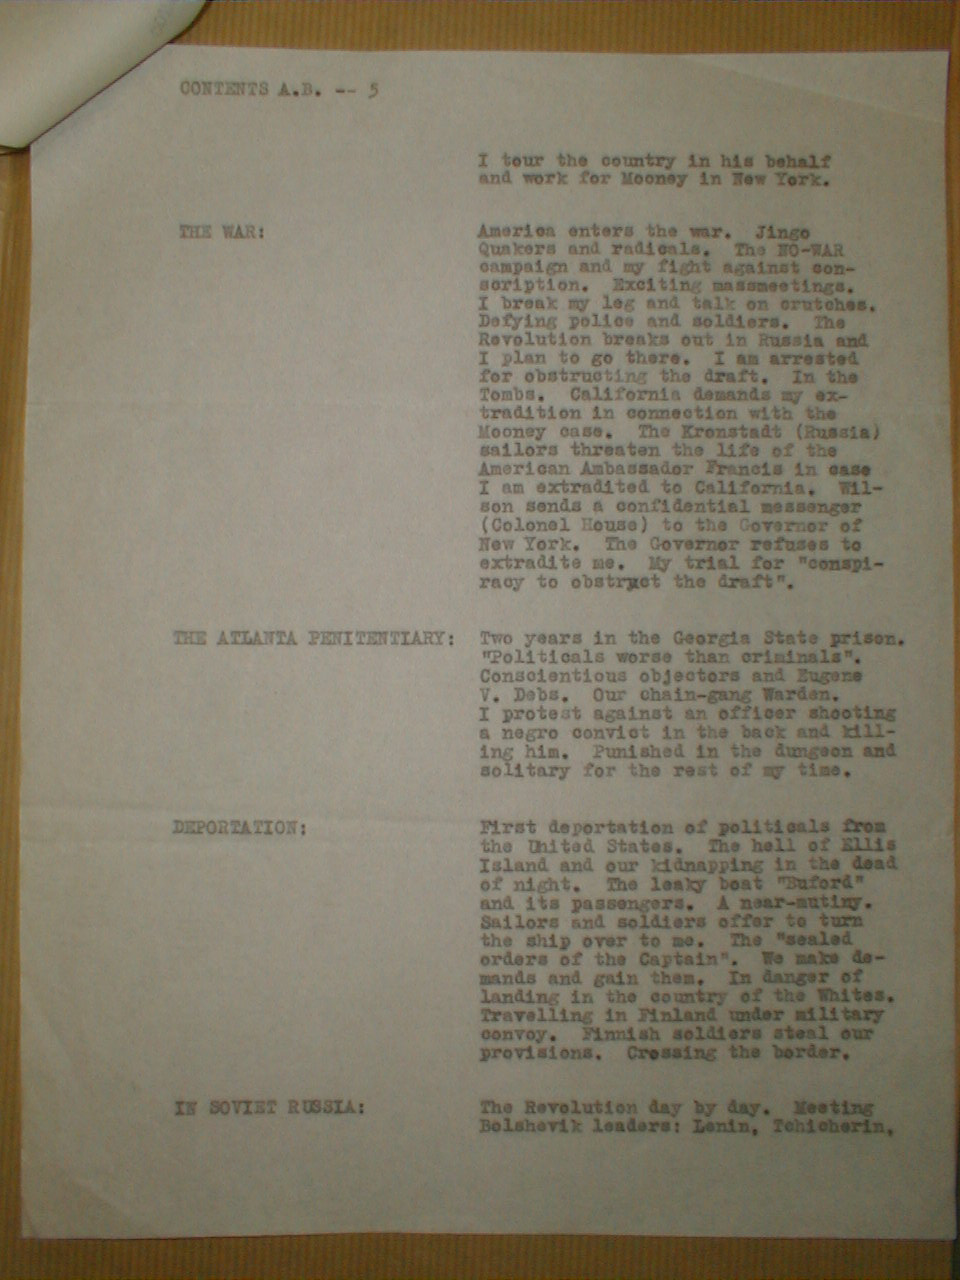 CONTENTS A.B. -- 5
I tour the country in his behalf
and work for Mooney in New York.
THE WAR:
America enters the war. Jingo
Quakers and radicals. The NO-WAR
campaign and my fight against con-
scription. Exciting massmeetings.
I break my leg and talk on crutches.
Defying police and soldiers. The
Revolution breaks out in Russia and
I plan to go there. I am arrested
for obstructing the draft. In the
Tombs. California demands my ex-
tradition in connection with the
Mooney case. The Kronstadt (Russia)
sailors threaten the life of the
American Ambassador Francis in case
I am extradited to California. Wil-
son sends a confidential messenger
(Colonel House) to the Governor of
New York. The Governor refuses to
extradite me. My trial for "conspi-
racy to obstruct the draft".
THE ATLANTA PENITENTIARY:
Two years in the Georgia State prison.
"Politicals worse than criminals".
Conscientious objectors and Eugene
V. Debs. Our chain-gang Warden.
I protest against an officer shooting
a negro convict in the back and kill-
ing him. Punished in the dungeon and
solitary for the rest of my time.
DEPORTATION:
First deportation of politicals from
the United States. The hell of Ellis
Island and our kidnapping in the dead
of night. The leaky boat "Buford"
and its passengers. A near-mutiny.
Sailors and soldiers offer to turn
the ship over to me. The "sealed
orders of the Captain". We make de-
mands and gain them. In danger of
landing in the country of the Whites.
Travelling in Finland under military
convoy. Finnish soldiers steal our
provisions. Crossing the border.
IN SOVIET RUSSIA:
The Revolution day by day. Meeting
Bolshevik leaders: Lenin, Tchicherin,